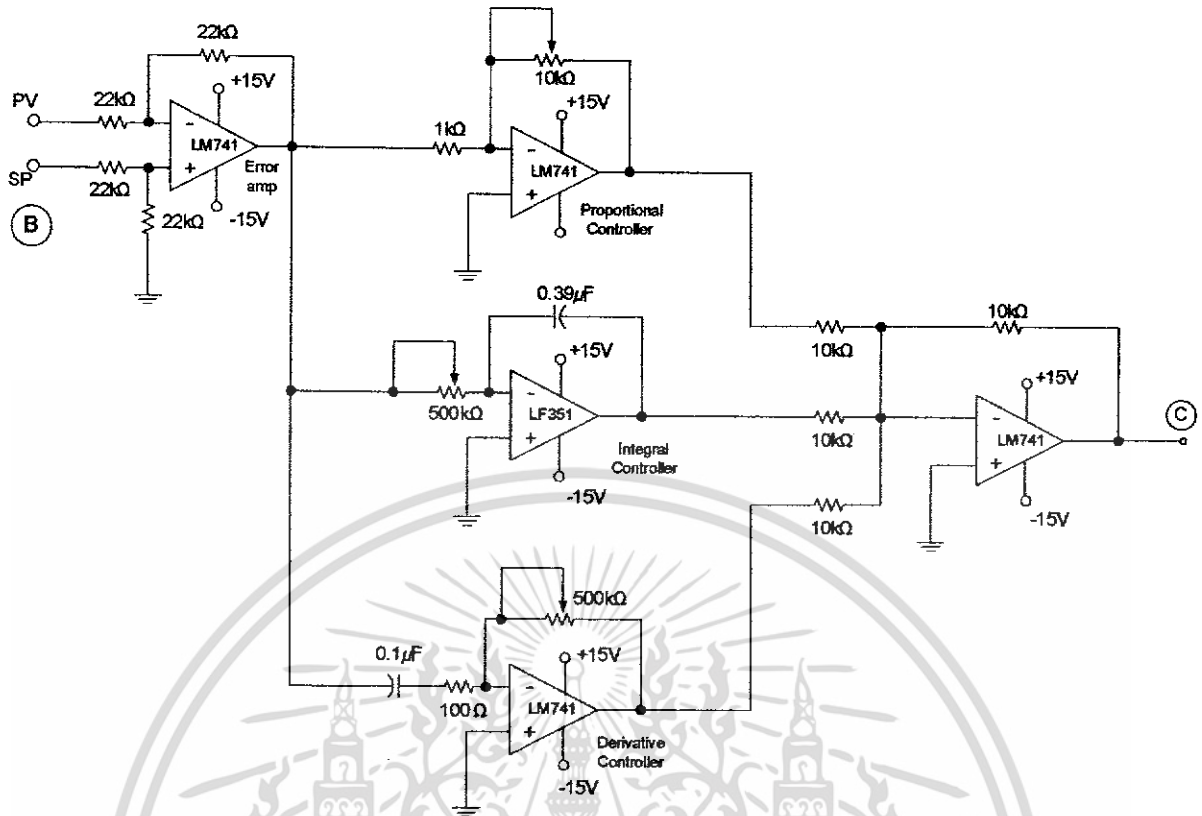 22kΩ
22kΩ
PV
+15V
-
LM741
+
Error
amp
SP
22kΩ
22kΩ
-15V
B
10kΩ
1kΩ
+15V
-
LM741
+
Proportional
Controller
0.39µF
+15V
500kΩ
-
LF351
+
Integral
Controller
-15V
500kΩ
0.1µF
100Ω
+15V
-
LM741
+
Derivative
Controller
-15V
10kΩ
10kΩ
10kΩ
10kΩ
+15V
-
LM741
+
-15V
C